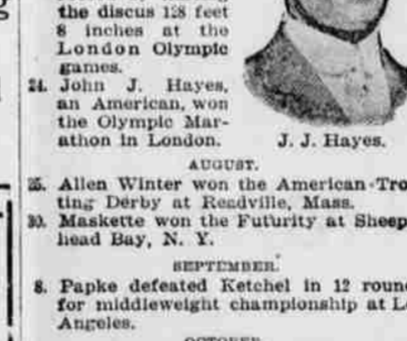 the discus 128 feet
8 inches at the
London Olympic
games.
24. John J. Hayes,
an American, won
the Olympic Mar-
athon in London.
J. J. Hayes.
AUGUST.
25. Allen Winter won the American Tro
ting Derby at Readville, Mass.
30. Maskette won the Futurity at Sheep
head Bay, N. Y.
SEPTEMBER.
8. Papke defeated Ketchel in 12 roun
for middleweight championship at L
Angeles.
OCTOBER